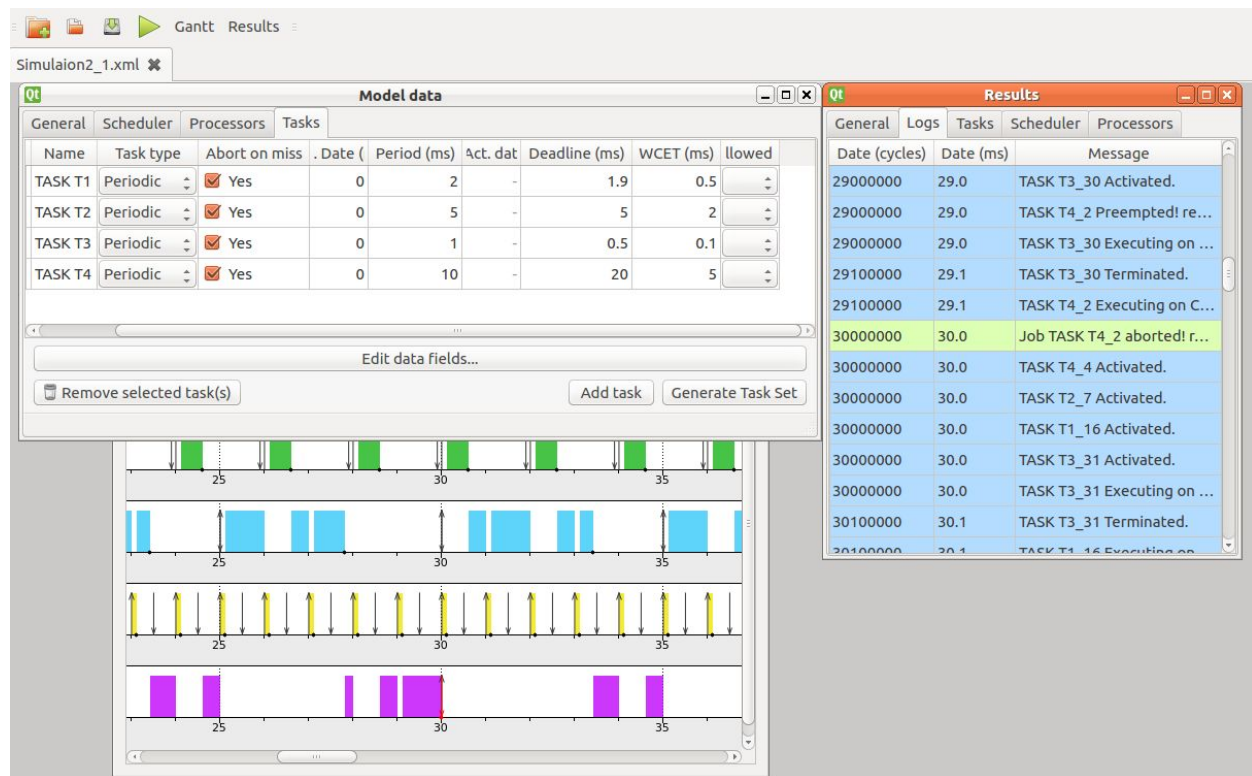 Gantt Results
Simulaion2_1.xml
Qt Model data
General Scheduler Processors Tasks
Name Task type Abort on miss . Date ( Period (ms) Act. dat Deadline (ms) WCET (ms) llowed
TASK T1 Periodic Yes 0 2 - 1.9 0.5
TASK T2 Periodic Yes 0 5 - 5 2
TASK T3 Periodic Yes 0 1 - 0.5 0.1
TASK T4 Periodic Yes 0 10 - 20 5
Edit data fields...
Remove selected task(s) Add task Generate Task Set
Qt Results
General Logs Tasks Scheduler Processors
Date (cycles) Date (ms) Message
29000000 29.0 TASK T3_30 Activated.
29000000 29.0 TASK T4_2 Preempted! re...
29000000 29.0 TASK T3_30 Executing on ...
29100000 29.1 TASK T3_30 Terminated.
29100000 29.1 TASK T4_2 Executing on C...
30000000 30.0 Job TASK T4_2 aborted! r...
30000000 30.0 TASK T4_4 Activated.
30000000 30.0 TASK T2_7 Activated.
30000000 30.0 TASK T1_16 Activated.
30000000 30.0 TASK T3_31 Activated.
30000000 30.0 TASK T3_31 Executing on ...
30100000 30.1 TASK T3_31 Terminated.
30100000 30.1 TASK T1_16 Executing on
25 30 35
25 30 35
25 30 35
25 30 35